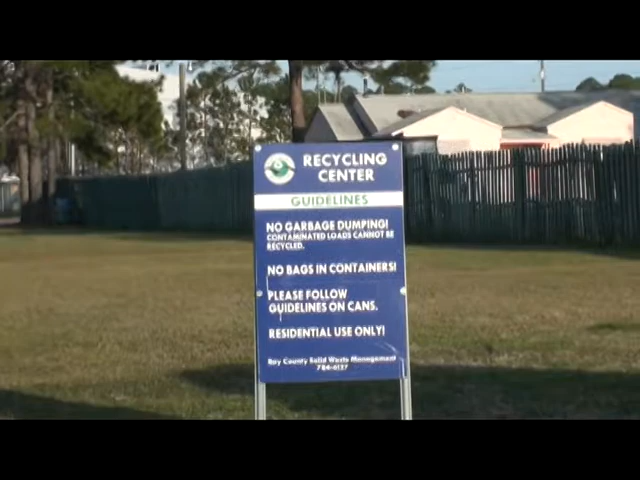 RECYCLING
CENTER
GUIDELINES
NO GARBAGE DUMPING!
CONTAMINATED LOADS CANNOT BE
RECYCLED.
NO BAGS IN CONTAINERS!
PLEASE FOLLOW
GUIDELINES ON CANS.
RESIDENTIAL USE ONLY!
Bay County Solid Waste Management